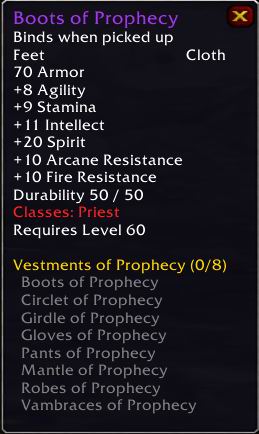 Boots of Prophecy
Binds when picked up
Feet Cloth
70 Armor
+8 Agility
+9 Stamina
+11 Intellect
+20 Spirit
+10 Arcane Resistance
+10 Fire Resistance
Durability 50 / 50
Classes: Priest
Requires Level 60
Vestments of Prophecy (0/8)
Boots of Prophecy
Circlet of Prophecy
Girdle of Prophecy
Gloves of Prophecy
Pants of Prophecy
Mantle of Prophecy
Robes of Prophecy
Vambraces of Prophecy